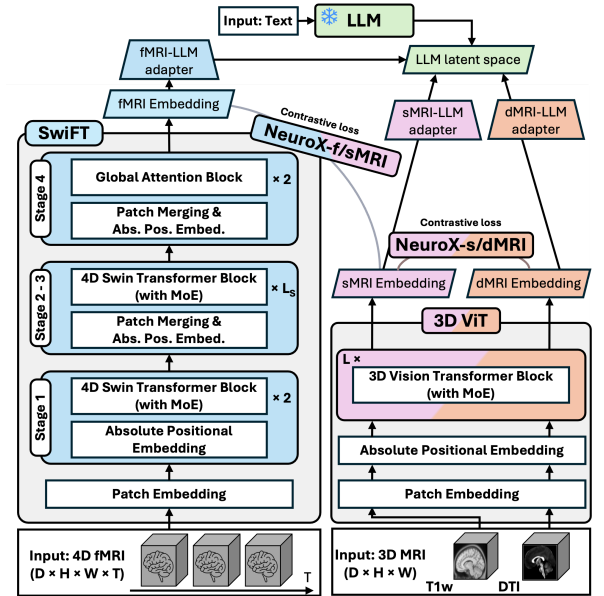 Input: Text
LLM
fMRI-LLM
adapter
LLM latent space
fMRI Embedding
sMRI-LLM
adapter
dMRI-LLM
adapter
Contrastive loss
NeuroX-f/sMRI
SwiFT
Stage 4
Global Attention Block
× 2
Patch Merging &
Abs. Pos. Embed.
Contrastive loss
NeuroX-s/dMRI
Stage 2 - 3
4D Swin Transformer Block
(with MoE)
× LS
Patch Merging &
Abs. Pos. Embed.
sMRI Embedding
dMRI Embedding
3D ViT
Stage 1
4D Swin Transformer Block
(with MoE)
× 2
Absolute Positional
Embedding
L ×
3D Vision Transformer Block
(with MoE)
Absolute Positional Embedding
Patch Embedding
Patch Embedding
Input: 4D fMRI
(D × H × W × T)
T
Input: 3D MRI
(D × H × W)
T1w
DTI